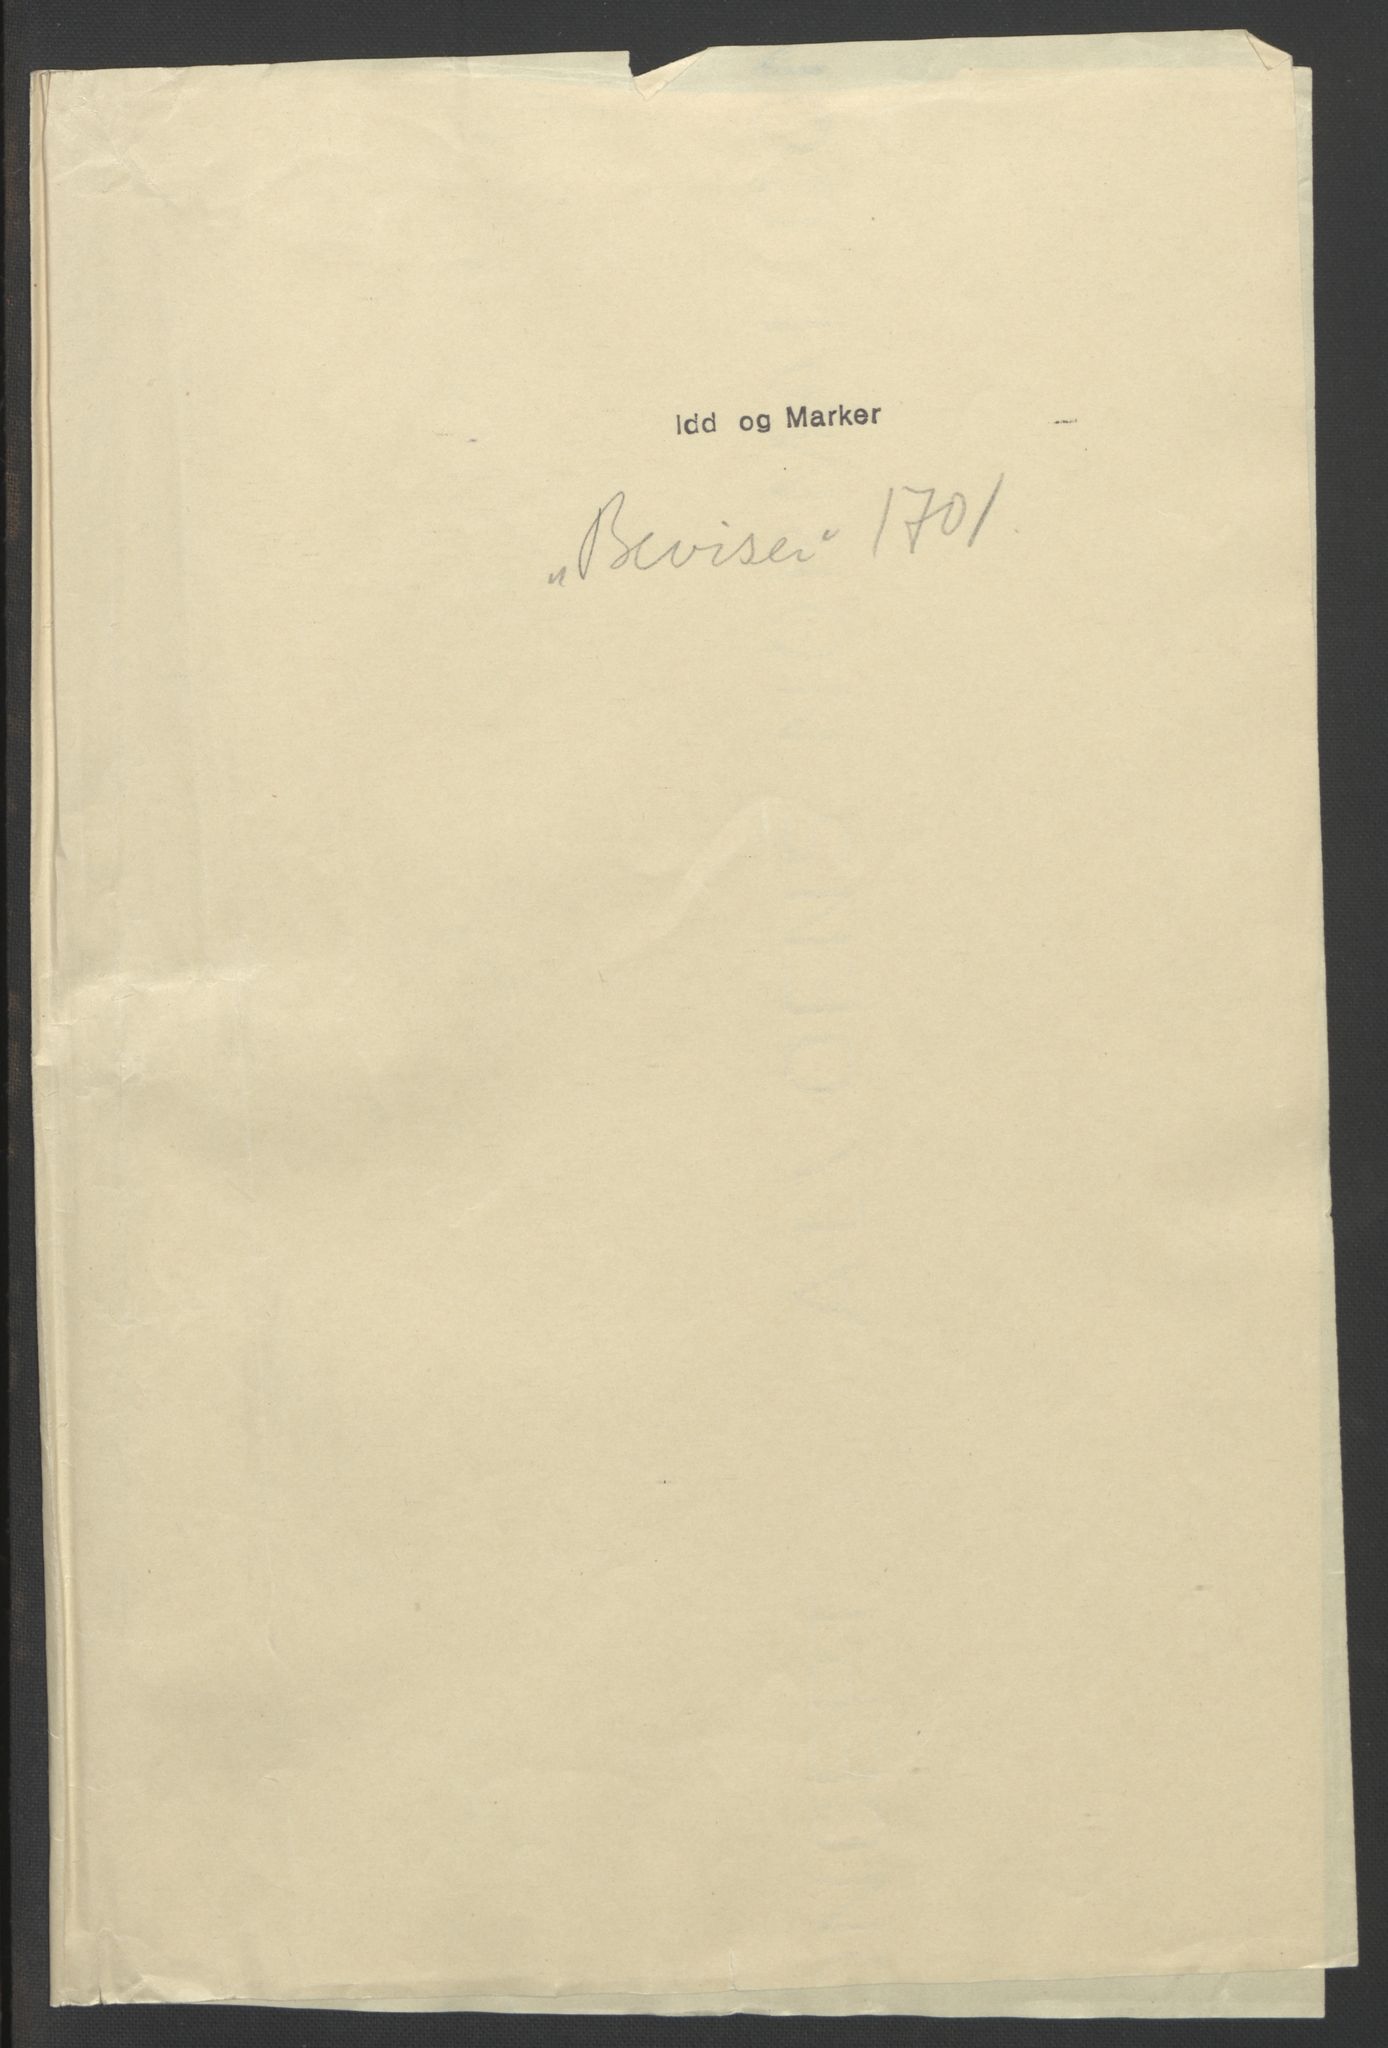 Idd og Marker
„Beviser“ 1701.